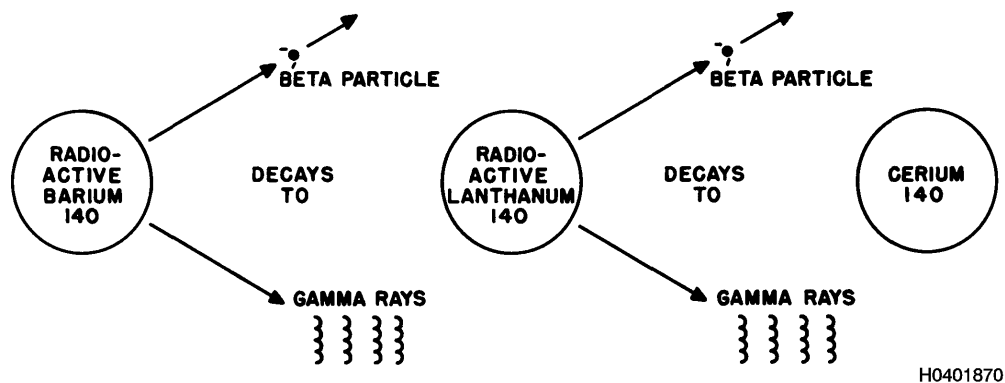 BETA PARTICLE
RADIO-
ACTIVE
BARIUM
140
DECAYS
TO
GAMMA RAYS
BETA PARTICLE
RADIO-
ACTIVE
LANTHANUM
140
DECAYS
TO
GAMMA RAYS
CERIUM
140
H0401870